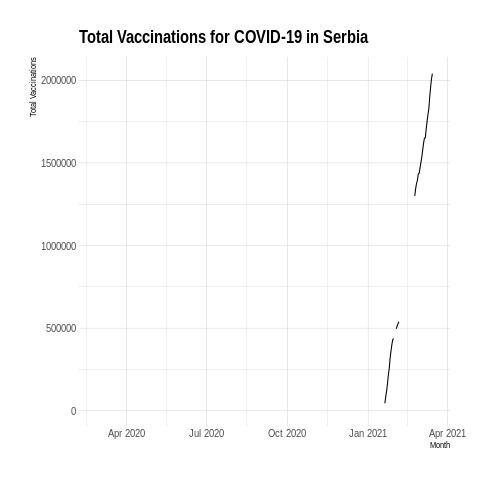 Total Vaccinations for COVID-19 in Serbia
Total Vaccinations
2000000
1500000
1000000
500000
0
Apr 2020 Jul 2020 Oct 2020 Jan 2021 Apr 2021
Month